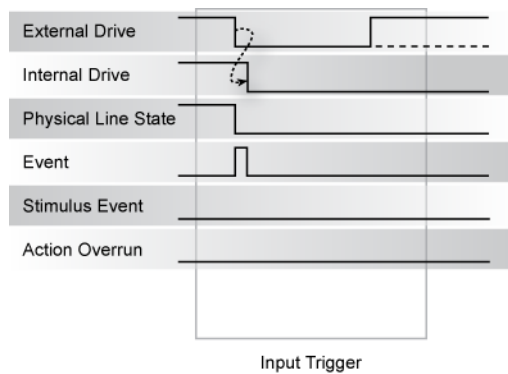 External Drive
Internal Drive
Physical Line State
Event
Stimulus Event
Action Overrun
Input Trigger